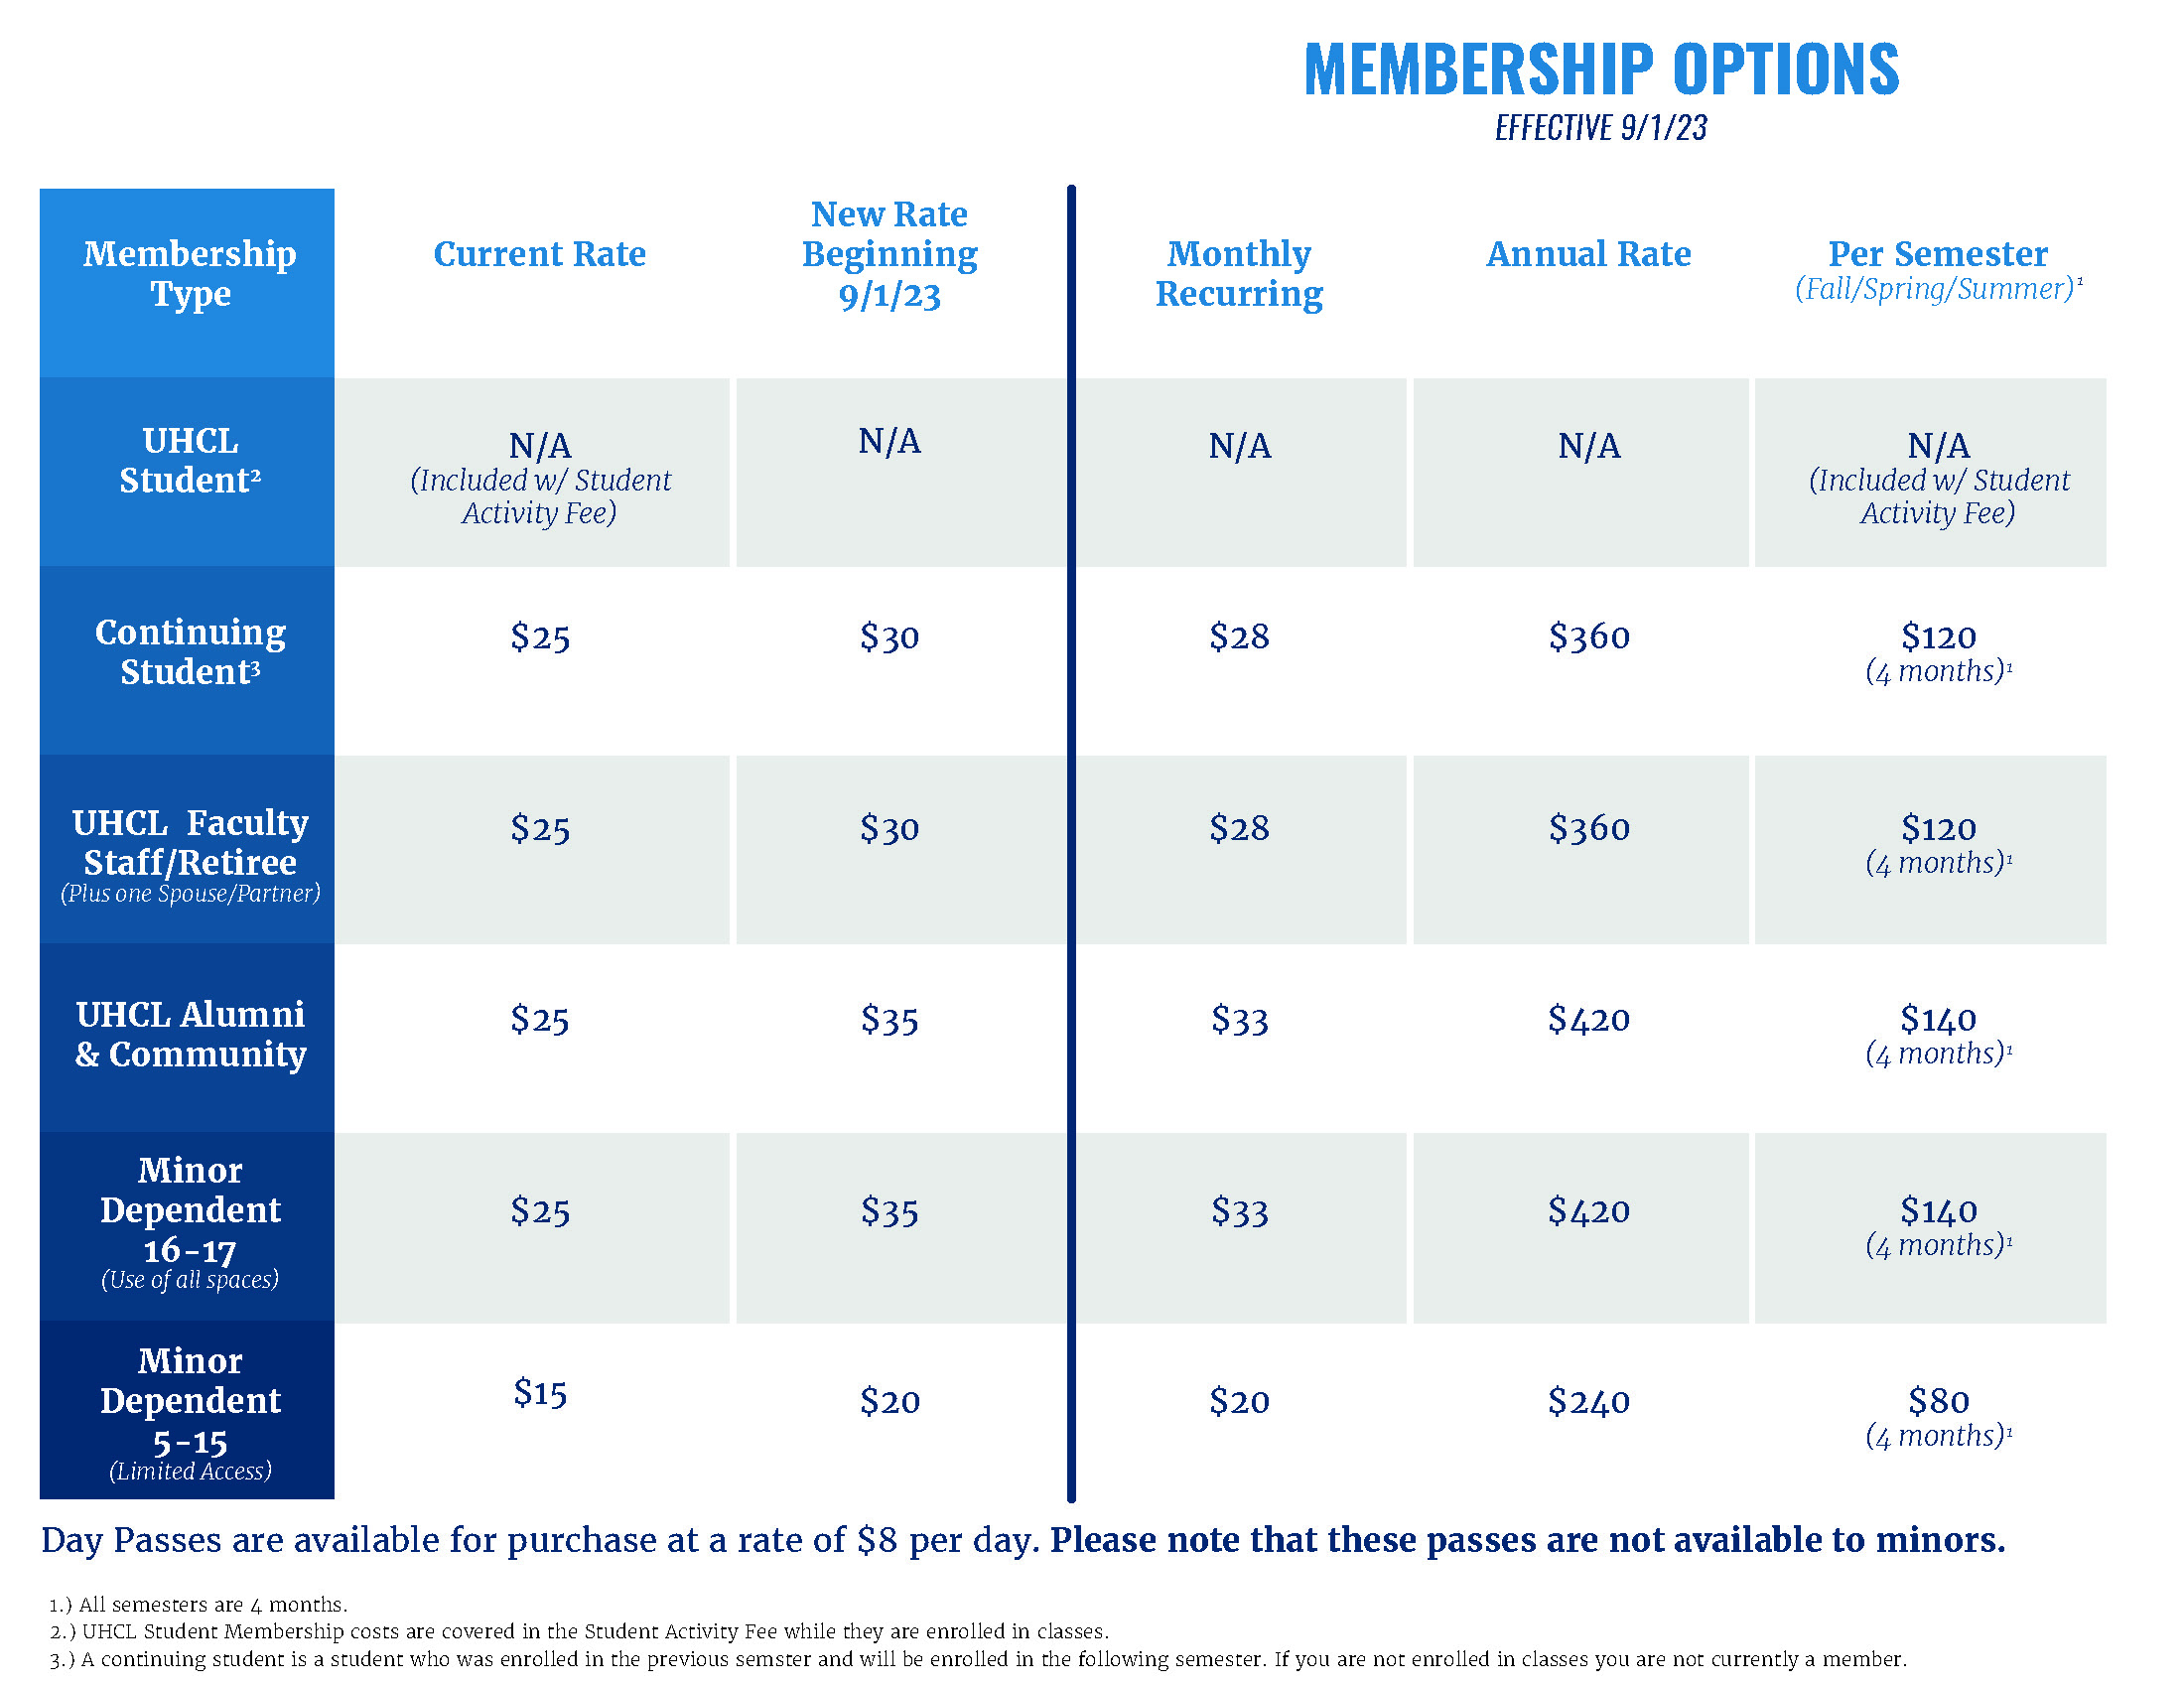 MEMBERSHIP OPTIONS
EFFECTIVE 9/1/23
Membership
Type
Current Rate
New Rate
Beginning
9/1/23
Monthly
Recurring
Annual Rate
Per Semester
(Fall/Spring/Summer)¹
UHCL
Student²
N/A
(Included w/ Student
Activity Fee)
N/A
N/A
N/A
N/A
(Included w/ Student
Activity Fee)
Continuing
Student³
$25
$30
$28
$360
$120
(4 months)¹
UHCL Faculty
Staff/Retiree
(Plus one Spouse/Partner)
$25
$30
$28
$360
$120
(4 months)¹
UHCL Alumni
& Community
$25
$35
$33
$420
$140
(4 months)¹
Minor
Dependent
16-17
(Use of all spaces)
$25
$35
$33
$420
$140
(4 months)¹
Minor
Dependent
5-15
(Limited Access)
$15
$20
$20
$240
$80
(4 months)¹
Day Passes are available for purchase at a rate of $8 per day. Please note that these passes are not available to minors.
1.) All semesters are 4 months.
2.) UHCL Student Membership costs are covered in the Student Activity Fee while they are enrolled in classes.
3.) A continuing student is a student who was enrolled in the previous semster and will be enrolled in the following semester. If you are not enrolled in classes you are not currently a member.